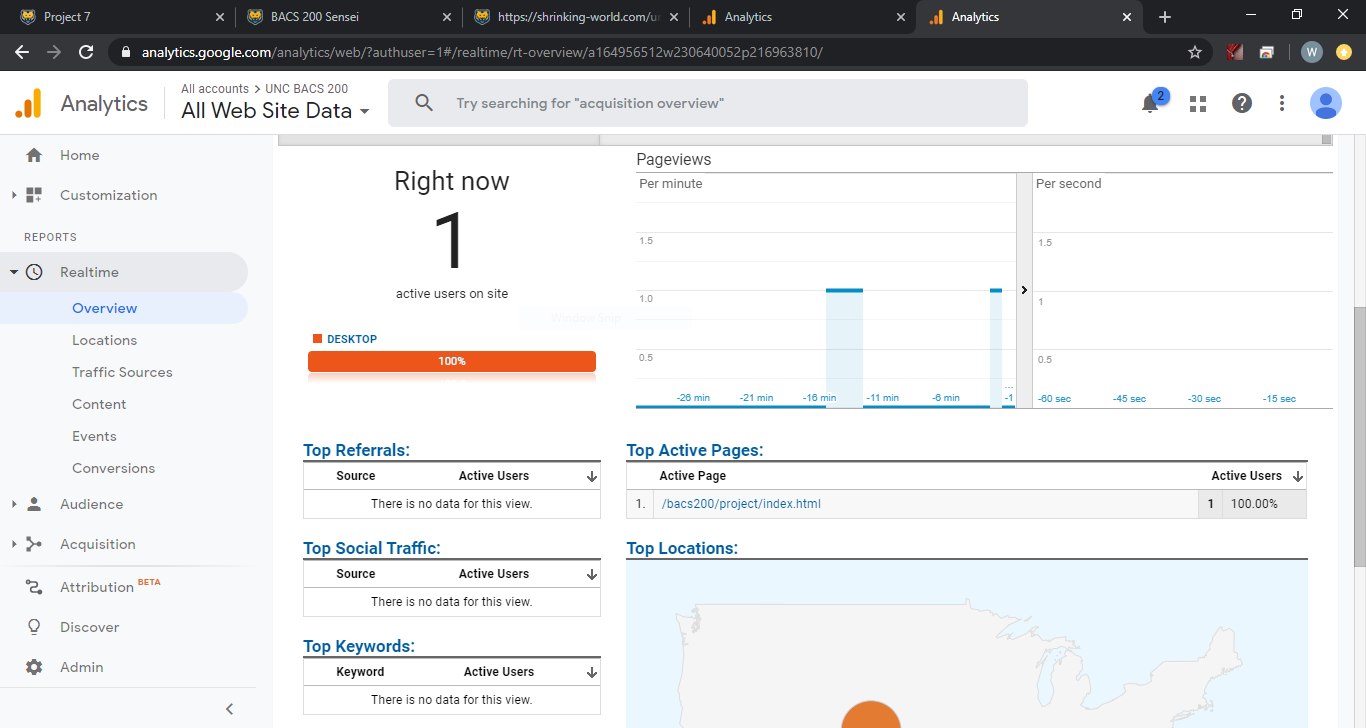 Project 7
BACS 200 Sensei
https://shrinking-world.com/un
Analytics
Analytics
analytics.google.com/analytics/web/?authuser=1#/realtime/rt-overview/a164956512w230640052p216963810/
W
Analytics
All accounts > UNC BACS 200
All Web Site Data
Try searching for "acquisition overview"
2
Home
Customization
REPORTS
Realtime
Overview
Locations
Traffic Sources
Content
Events
Conversions
Audience
Acquisition
Attribution BETA
Discover
Admin
Right now
1
active users on site
DESKTOP
100%
Pageviews
Per minute
Per second
1.5
1.0
0.5
-26 min -21 min -16 min -11 min -6 min ... -1
1.5
1
0.5
-60 sec -45 sec -30 sec -15 sec
Window Snip
Top Referrals:
Source Active Users
There is no data for this view.
Top Active Pages:
Active Page Active Users
1. /bacs200/project/index.html 1 100.00%
Top Social Traffic:
Source Active Users
There is no data for this view.
Top Locations:
Top Keywords:
Keyword Active Users
There is no data for this view.